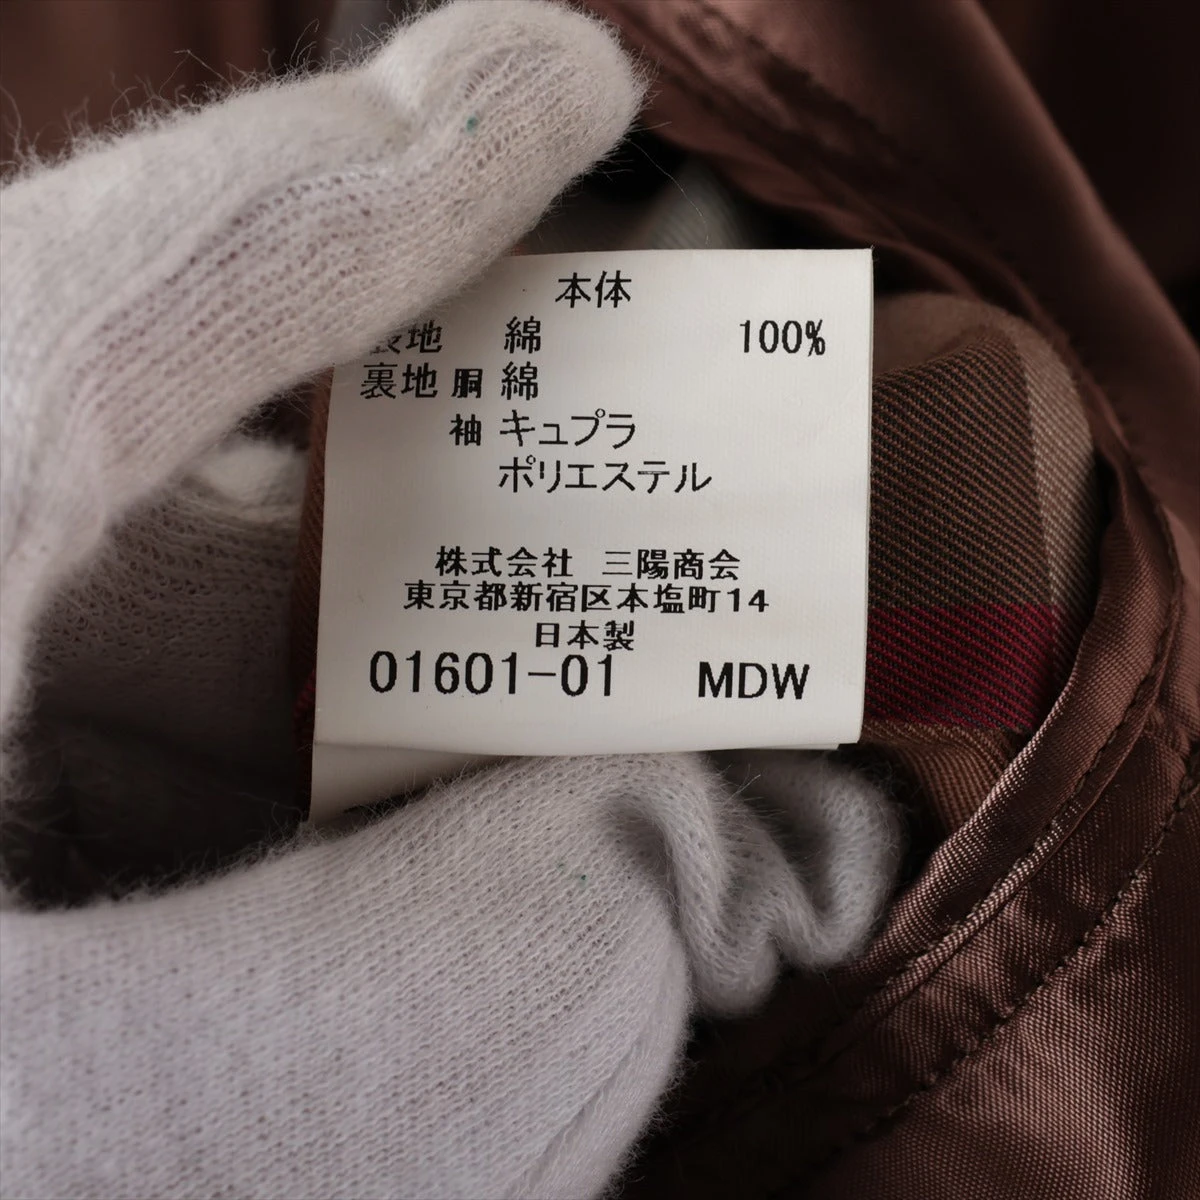 本体
表地 綿 100%
裏地 胴 綿
袖 キュプラ
ポリエステル
株式会社 三陽商会
東京都新宿区本塩町14
日本製
01601-01 MDW